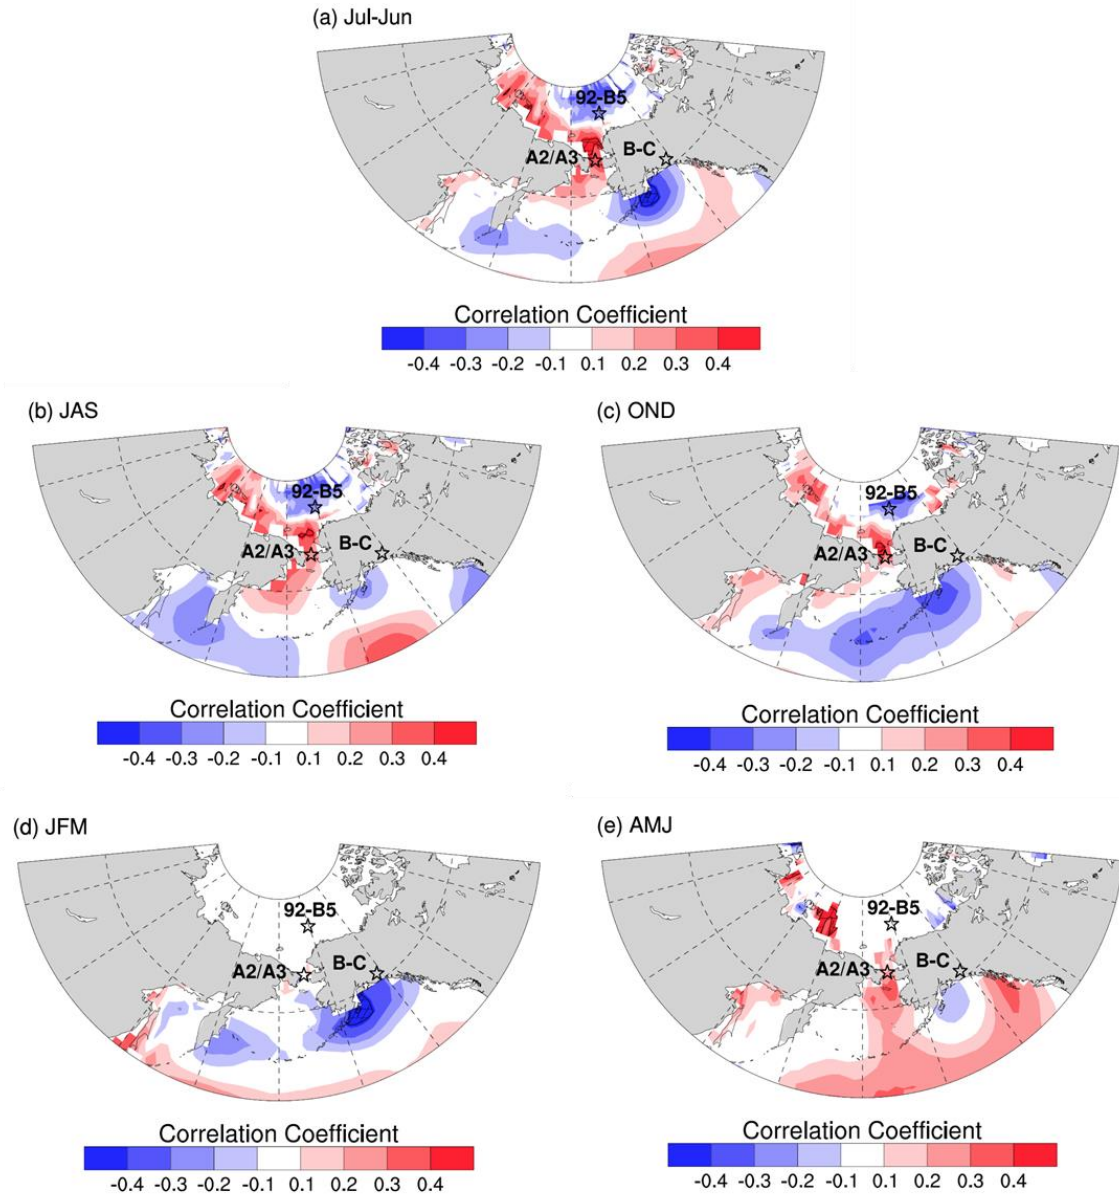 (a) Jul-Jun
92-B5
A2/A3 B-C
Correlation Coefficient
-0.4 -0.3 -0.2 -0.1 0.1 0.2 0.3 0.4
(b) JAS
92-B5
A2/A3 B-C
Correlation Coefficient
-0.4 -0.3 -0.2 -0.1 0.1 0.2 0.3 0.4
(c) OND
92-B5
A2/A3 B-C
Correlation Coefficient
-0.4 -0.3 -0.2 -0.1 0.1 0.2 0.3 0.4
(d) JFM
92-B5
A2/A3 B-C
Correlation Coefficient
-0.4 -0.3 -0.2 -0.1 0.1 0.2 0.3 0.4
(e) AMJ
92-B5
A2/A3 B-C
Correlation Coefficient
-0.4 -0.3 -0.2 -0.1 0.1 0.2 0.3 0.4